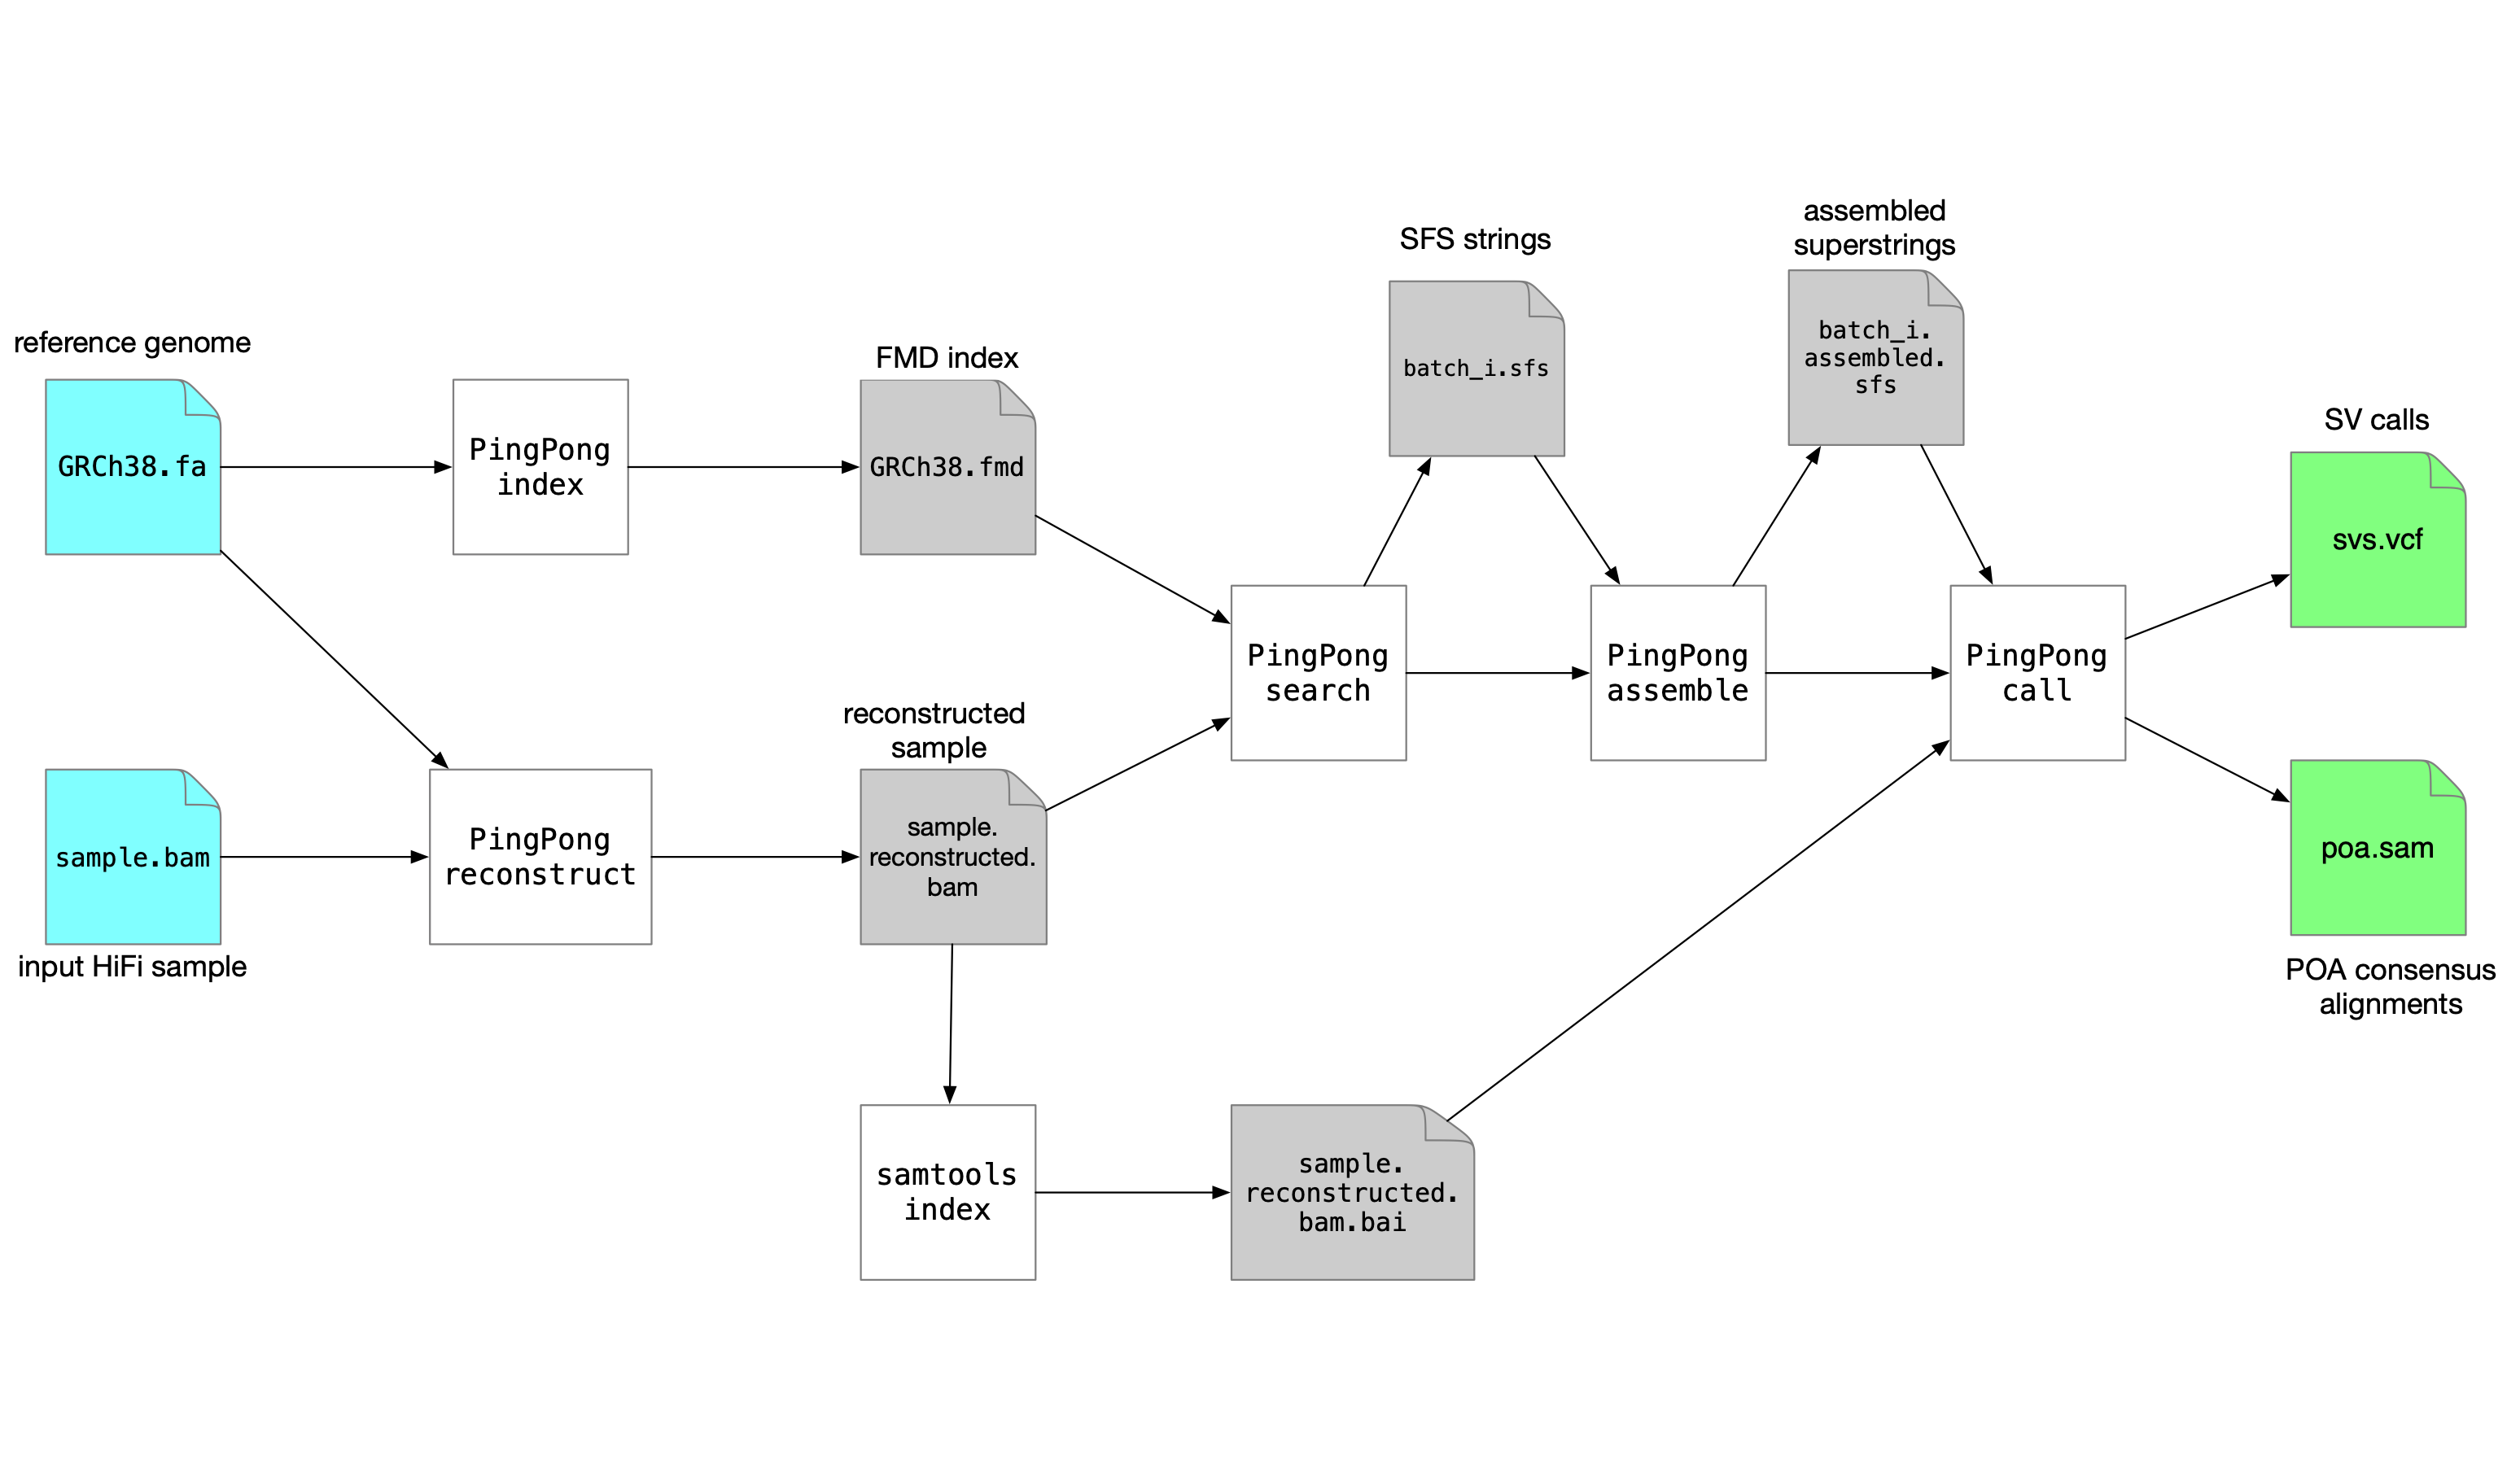 reference genome
GRCh38.fa
PingPong
index
FMD index
GRCh38.fmd
SFS strings
batch_i.sfs
assembled
superstrings
batch_i.
assembled.
sfs
SV calls
svs.vcf
PingPong
search
PingPong
assemble
PingPong
call
sample.bam
input HiFi sample
PingPong
reconstruct
reconstructed
sample
sample.
reconstructed.
bam
poa.sam
POA consensus
alignments
samtools
index
sample.
reconstructed.
bam.bai